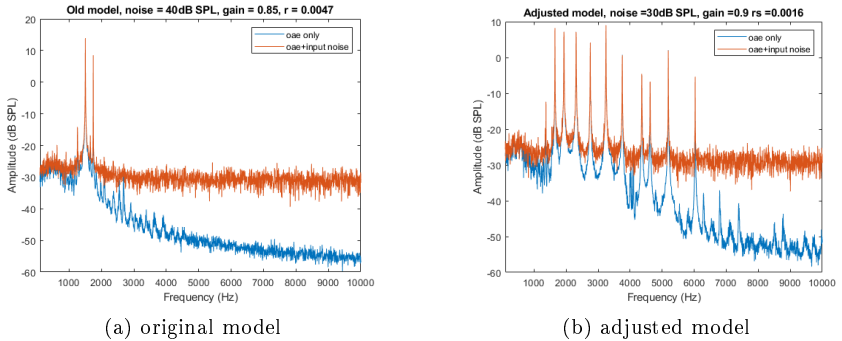 Old model, noise = 40dB SPL, gain = 0.85, r = 0.0047
20
10
0
-10
-20
-30
-40
-50
-60
Amplitude (dB SPL)
oae only
oae+input noise
1000 2000 3000 4000 5000 6000 7000 8000 9000 10000
Frequency (Hz)
(a) original model
Adjusted model, noise =30dB SPL, gain =0.9 rs =0.0016
10
0
-10
-20
-30
-40
-50
-60
Amplitude (dB SPL)
oae only
oae+input noise
1000 2000 3000 4000 5000 6000 7000 8000 9000 10000
Frequency (Hz)
(b) adjusted model